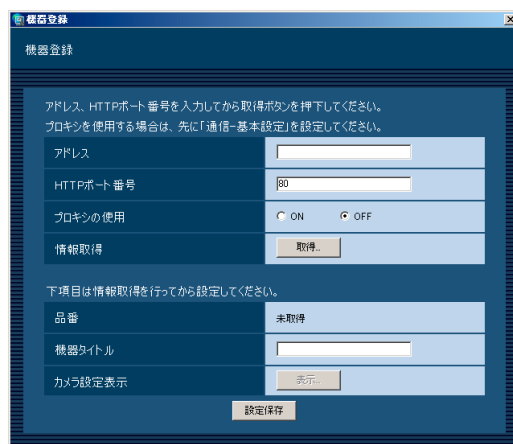 機器登録
機器登録
アドレス、HTTPポート番号を入力してから取得ボタンを押下してください。
プロキシを使用する場合は、先に「通信-基本設定」を設定してください。
アドレス
HTTPポート番号 80
プロキシの使用 ON OFF
情報取得 取得...
下項目は情報取得を行ってから設定してください。
品番 未取得
機器タイトル
カメラ設定表示 表示...
設定保存